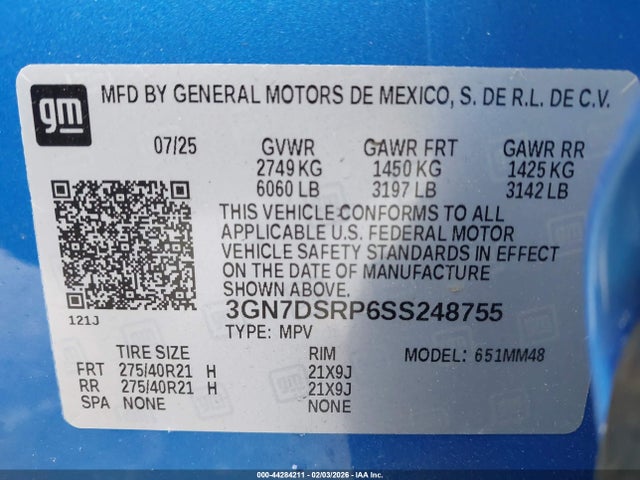 gm
MFD BY GENERAL MOTORS DE MEXICO, S. DE R.L. DE C.V.
07/25 GVWR GAWR FRT GAWR RR
2749 KG 1450 KG 1425 KG
6060 LB 3197 LB 3142 LB
THIS VEHICLE CONFORMS TO ALL
APPLICABLE U.S. FEDERAL MOTOR
VEHICLE SAFETY STANDARDS IN EFFECT
ON THE DATE OF MANUFACTURE
SHOWN ABOVE.
3GN7DSRP6SS248755
121J
TYPE: MPV
TIRE SIZE RIM MODEL: 651MM48
FRT 275/40R21 H 21X9J
RR 275/40R21 H 21X9J
SPA NONE NONE
000-44284211 - 02/03/2026 - IAA Inc.